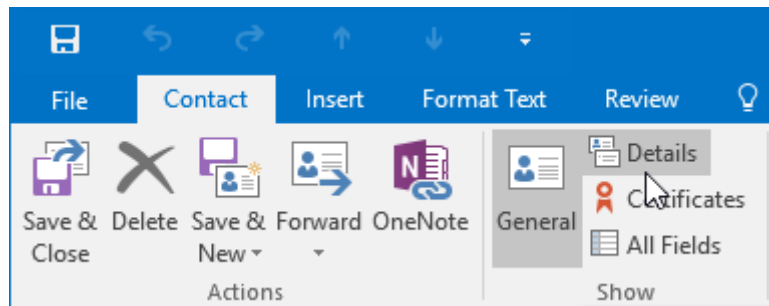 File Contact Insert Format Text Review
Details
Certificates
Save & Delete Save & Forward OneNote General
Close New All Fields
Actions Show